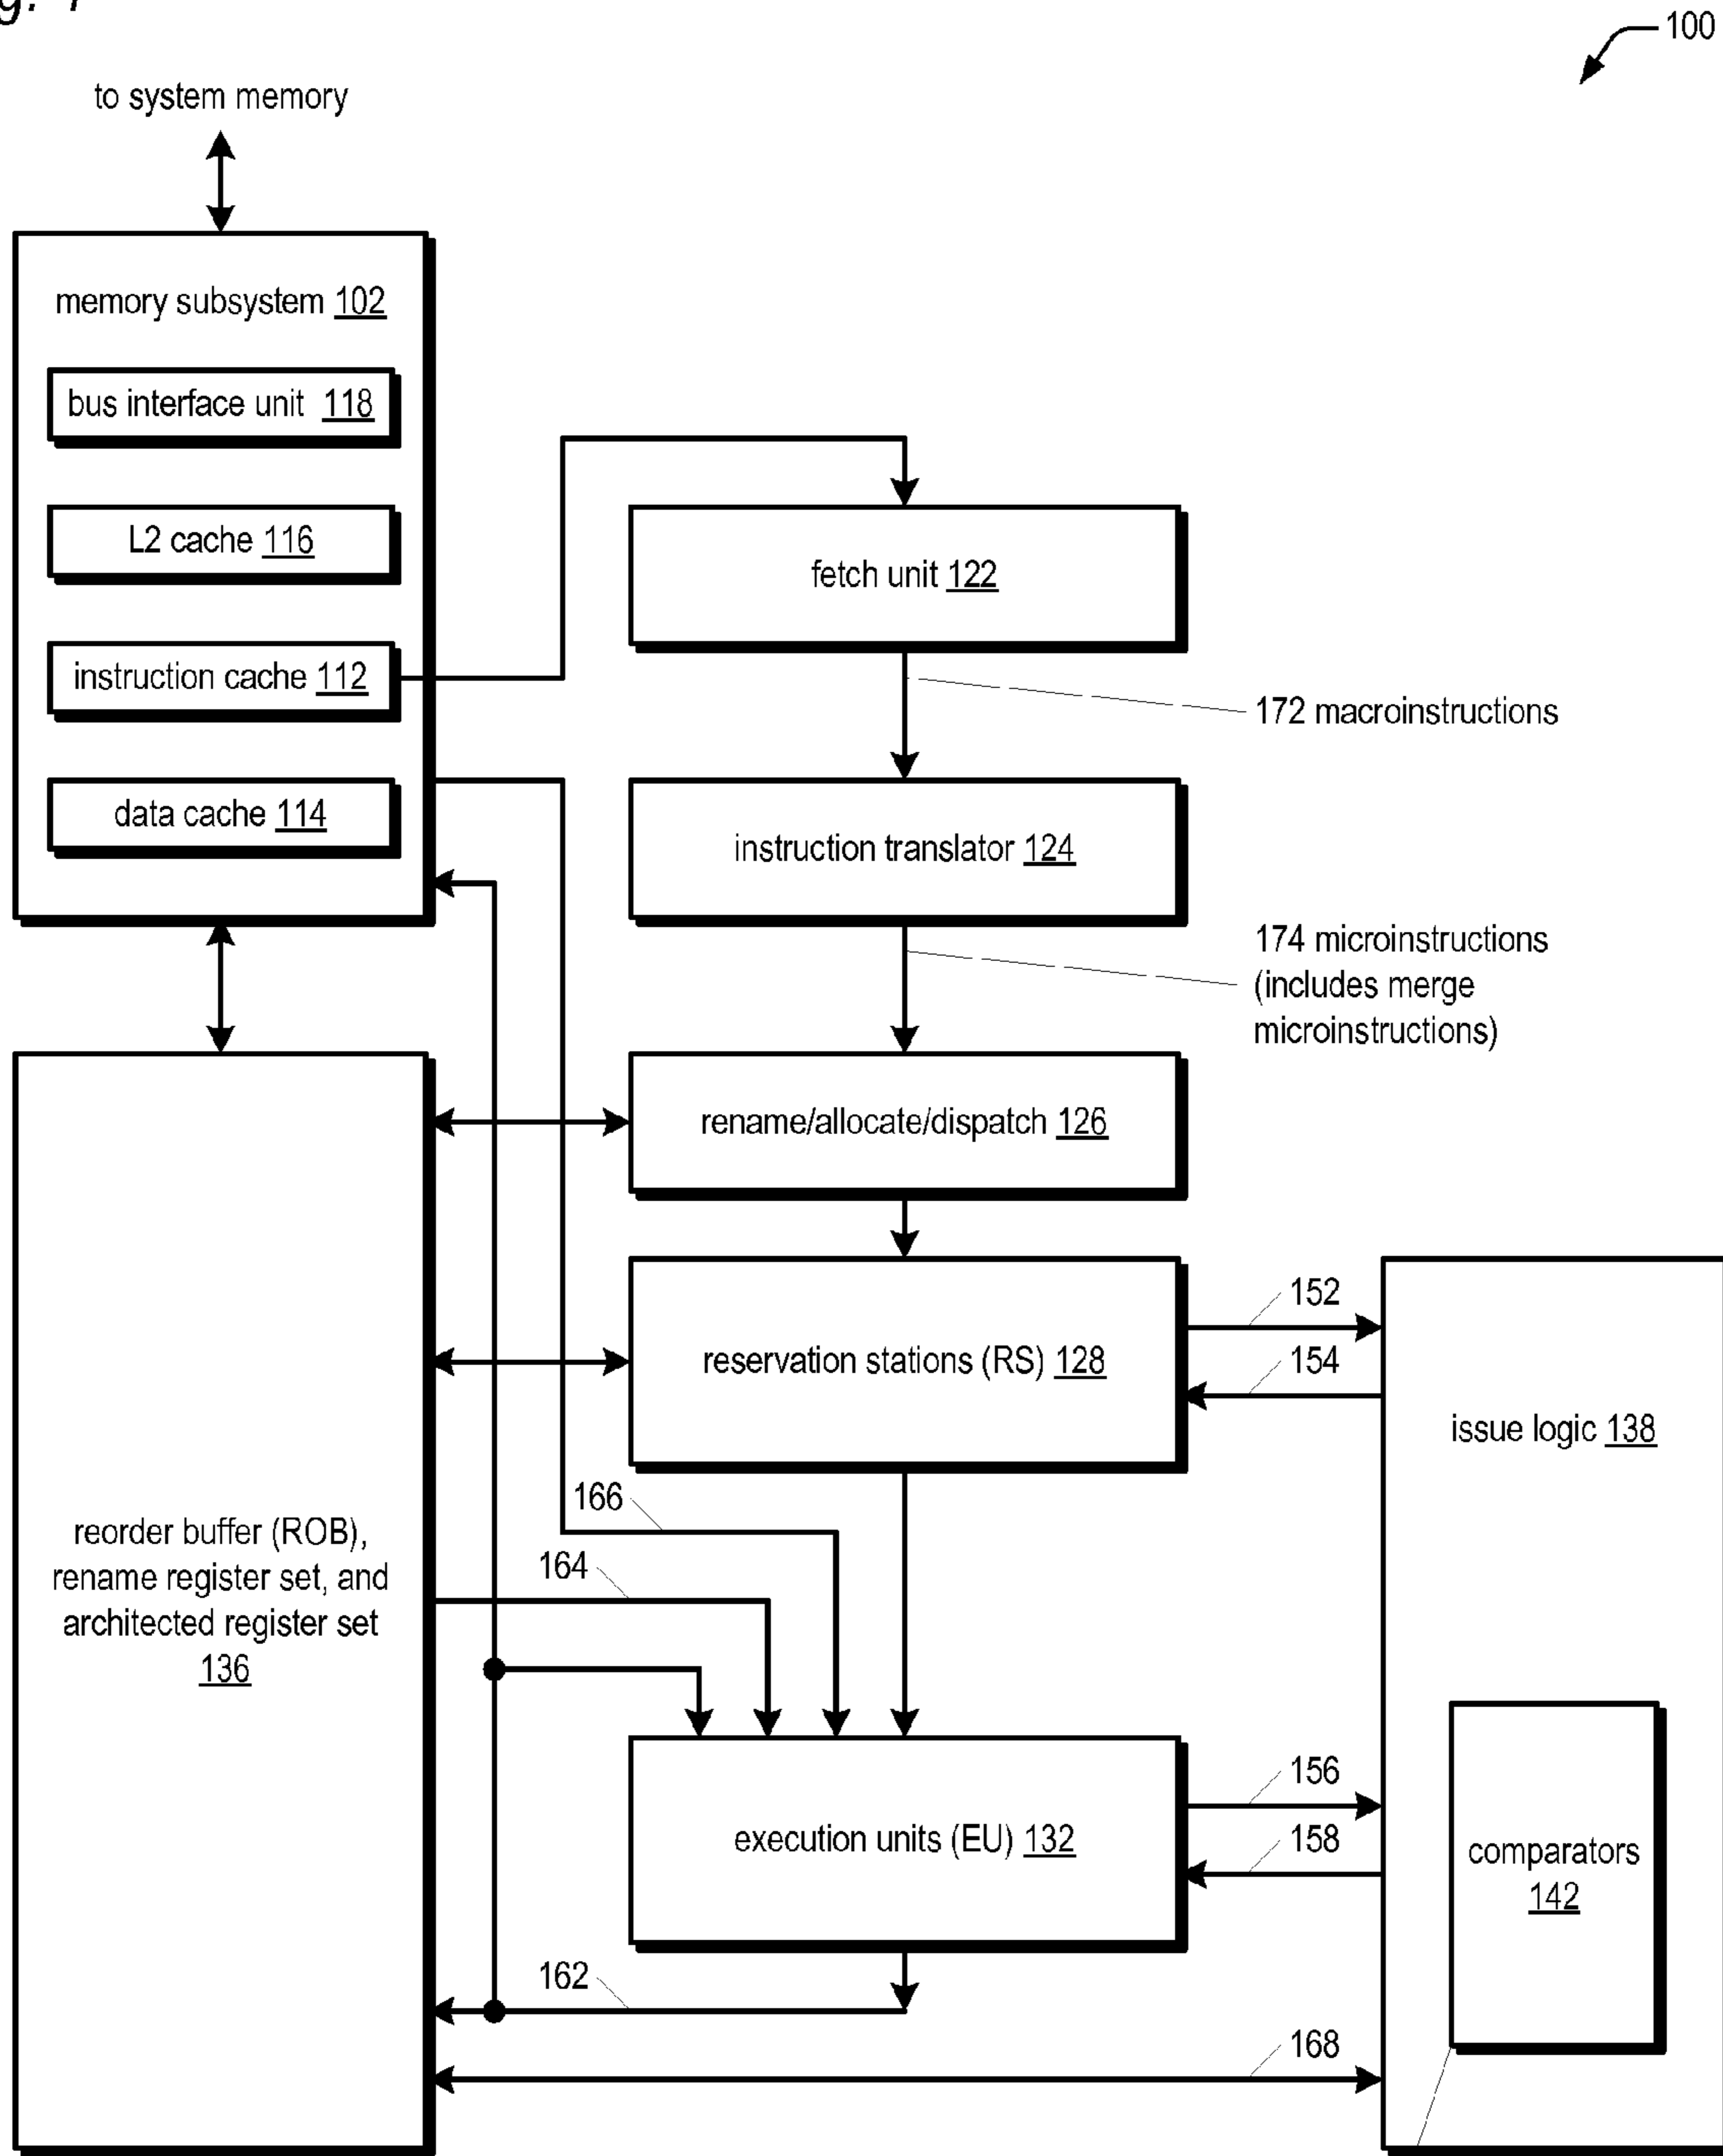 g. 1
100
to system memory
memory subsystem 102
bus interface unit 118
L2 cache 116
fetch unit 122
instruction cache 112
172 macroinstructions
data cache 114
instruction translator 124
174 microinstructions
(includes merge
microinstructions)
rename/allocate/dispatch 126
152
reservation stations (RS) 128
154
issue logic 138
166
reorder buffer (ROB),
rename register set, and
architected register set
136
164
156
execution units (EU) 132
158
comparators
142
162
168